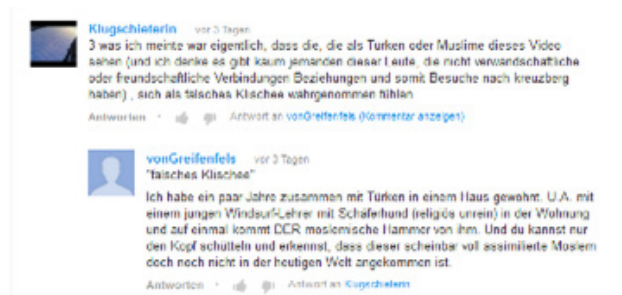 Klugschieterin vor 3 Tagen
3 was ich meinte war eigentlich, dass die, die als Türken oder Muslime dieses Video
sehen (und ich denke es gibt kaum jemanden dieser Leute, die nicht verwandschaftliche
oder freundschaftliche Verbindungen Beziehungen und somit Besuche nach kreuzberg
haben) , sich als falsches Klischee wahrgenommen fühlen
Antworten · Antwort an vonGreifenfels (Kommentar anzeigen)
vonGreifenfels vor 3 Tagen
"falsches Klischee"
Ich habe ein paar Jahre zusammen mit Türken in einem Haus gewohnt. U.A. mit
einem jungen Windsurf-Lehrer mit Schäferhund (religiös unrein) in der Wohnung
und auf einmal kommt DER moslemische Hammer von ihm. Und du kannst nur
den Kopf schütteln und erkennst, dass dieser scheinbar voll assimilierte Moslem
doch noch nicht in der heutigen Welt angekommen ist.
Antworten · Antwort an Klugschieterin